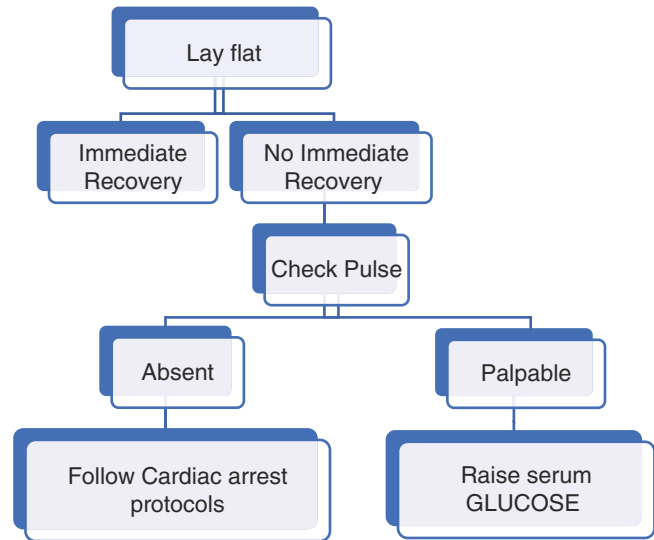 Lay flat
Immediate
Recovery
No Immediate
Recovery
Check Pulse
Absent
Palpable
Follow Cardiac arrest
protocols
Raise serum
GLUCOSE